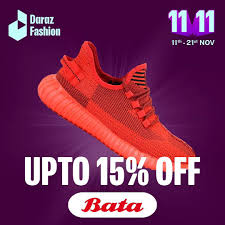 Daraz
Fashion
11 11
11th - 21st NOV
UPTO 15% OFF
Bata